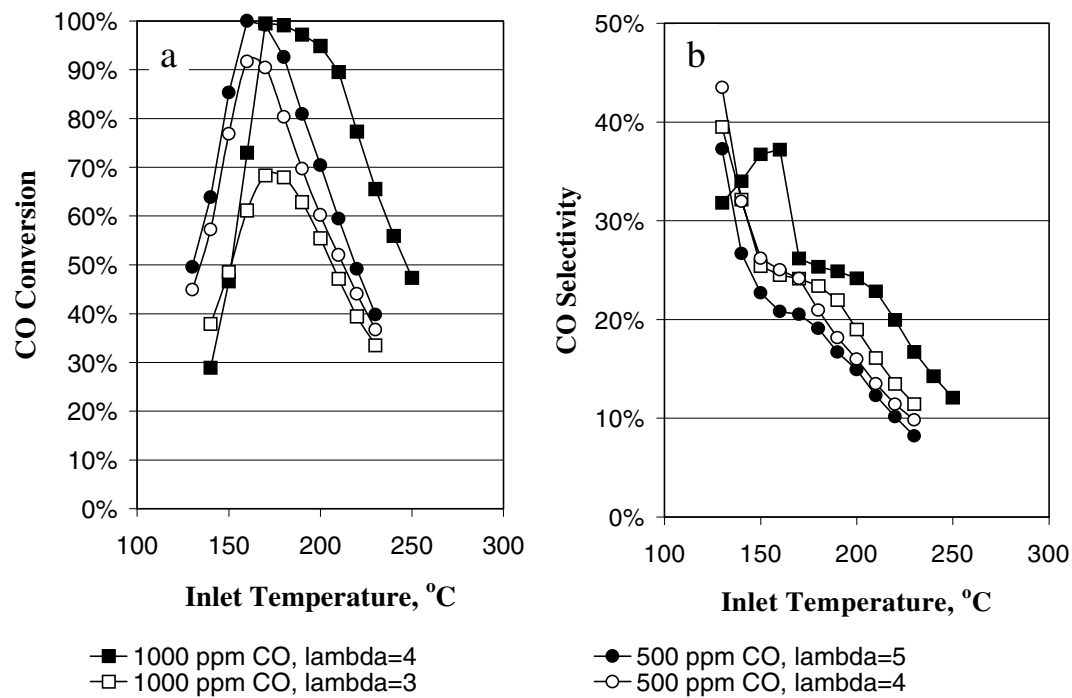 a
100%
90%
80%
70%
60%
50%
40%
30%
20%
10%
0%
CO Conversion
100 150 200 250 300
Inlet Temperature, °C
b
50%
40%
30%
20%
10%
0%
CO Selectivity
100 150 200 250 300
Inlet Temperature, °C
1000 ppm CO, lambda=4
1000 ppm CO, lambda=3
500 ppm CO, lambda=5
500 ppm CO, lambda=4